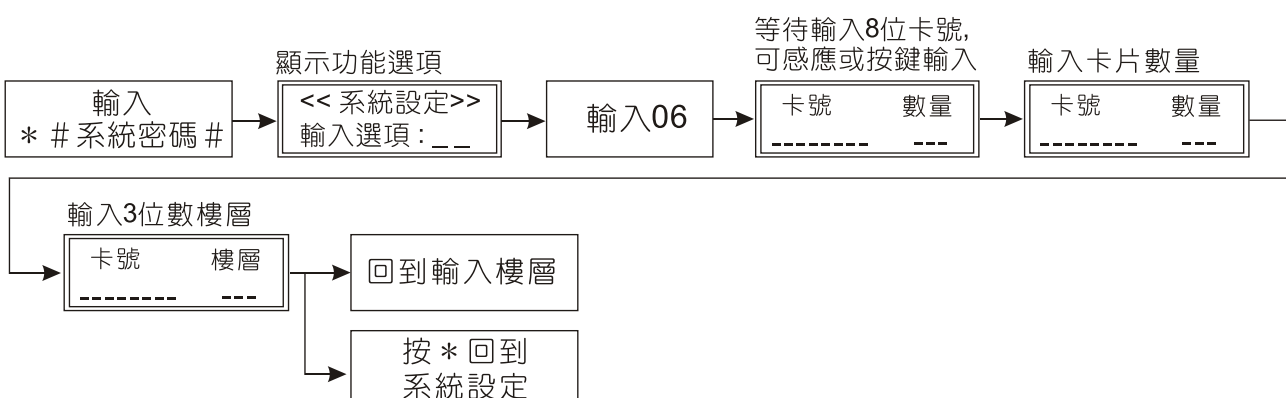 輸入
＊＃系統密碼＃
顯示功能選項
<< 系統設定>>
輸入選項 : _ _
輸入06
等待輸入8位卡號,
可感應或按鍵輸入
卡號 數量
-------- ---
輸入卡片數量
卡號 數量
-------- ---
輸入3位數樓層
卡號 樓層
-------- ---
回到輸入樓層
按＊回到
系統設定